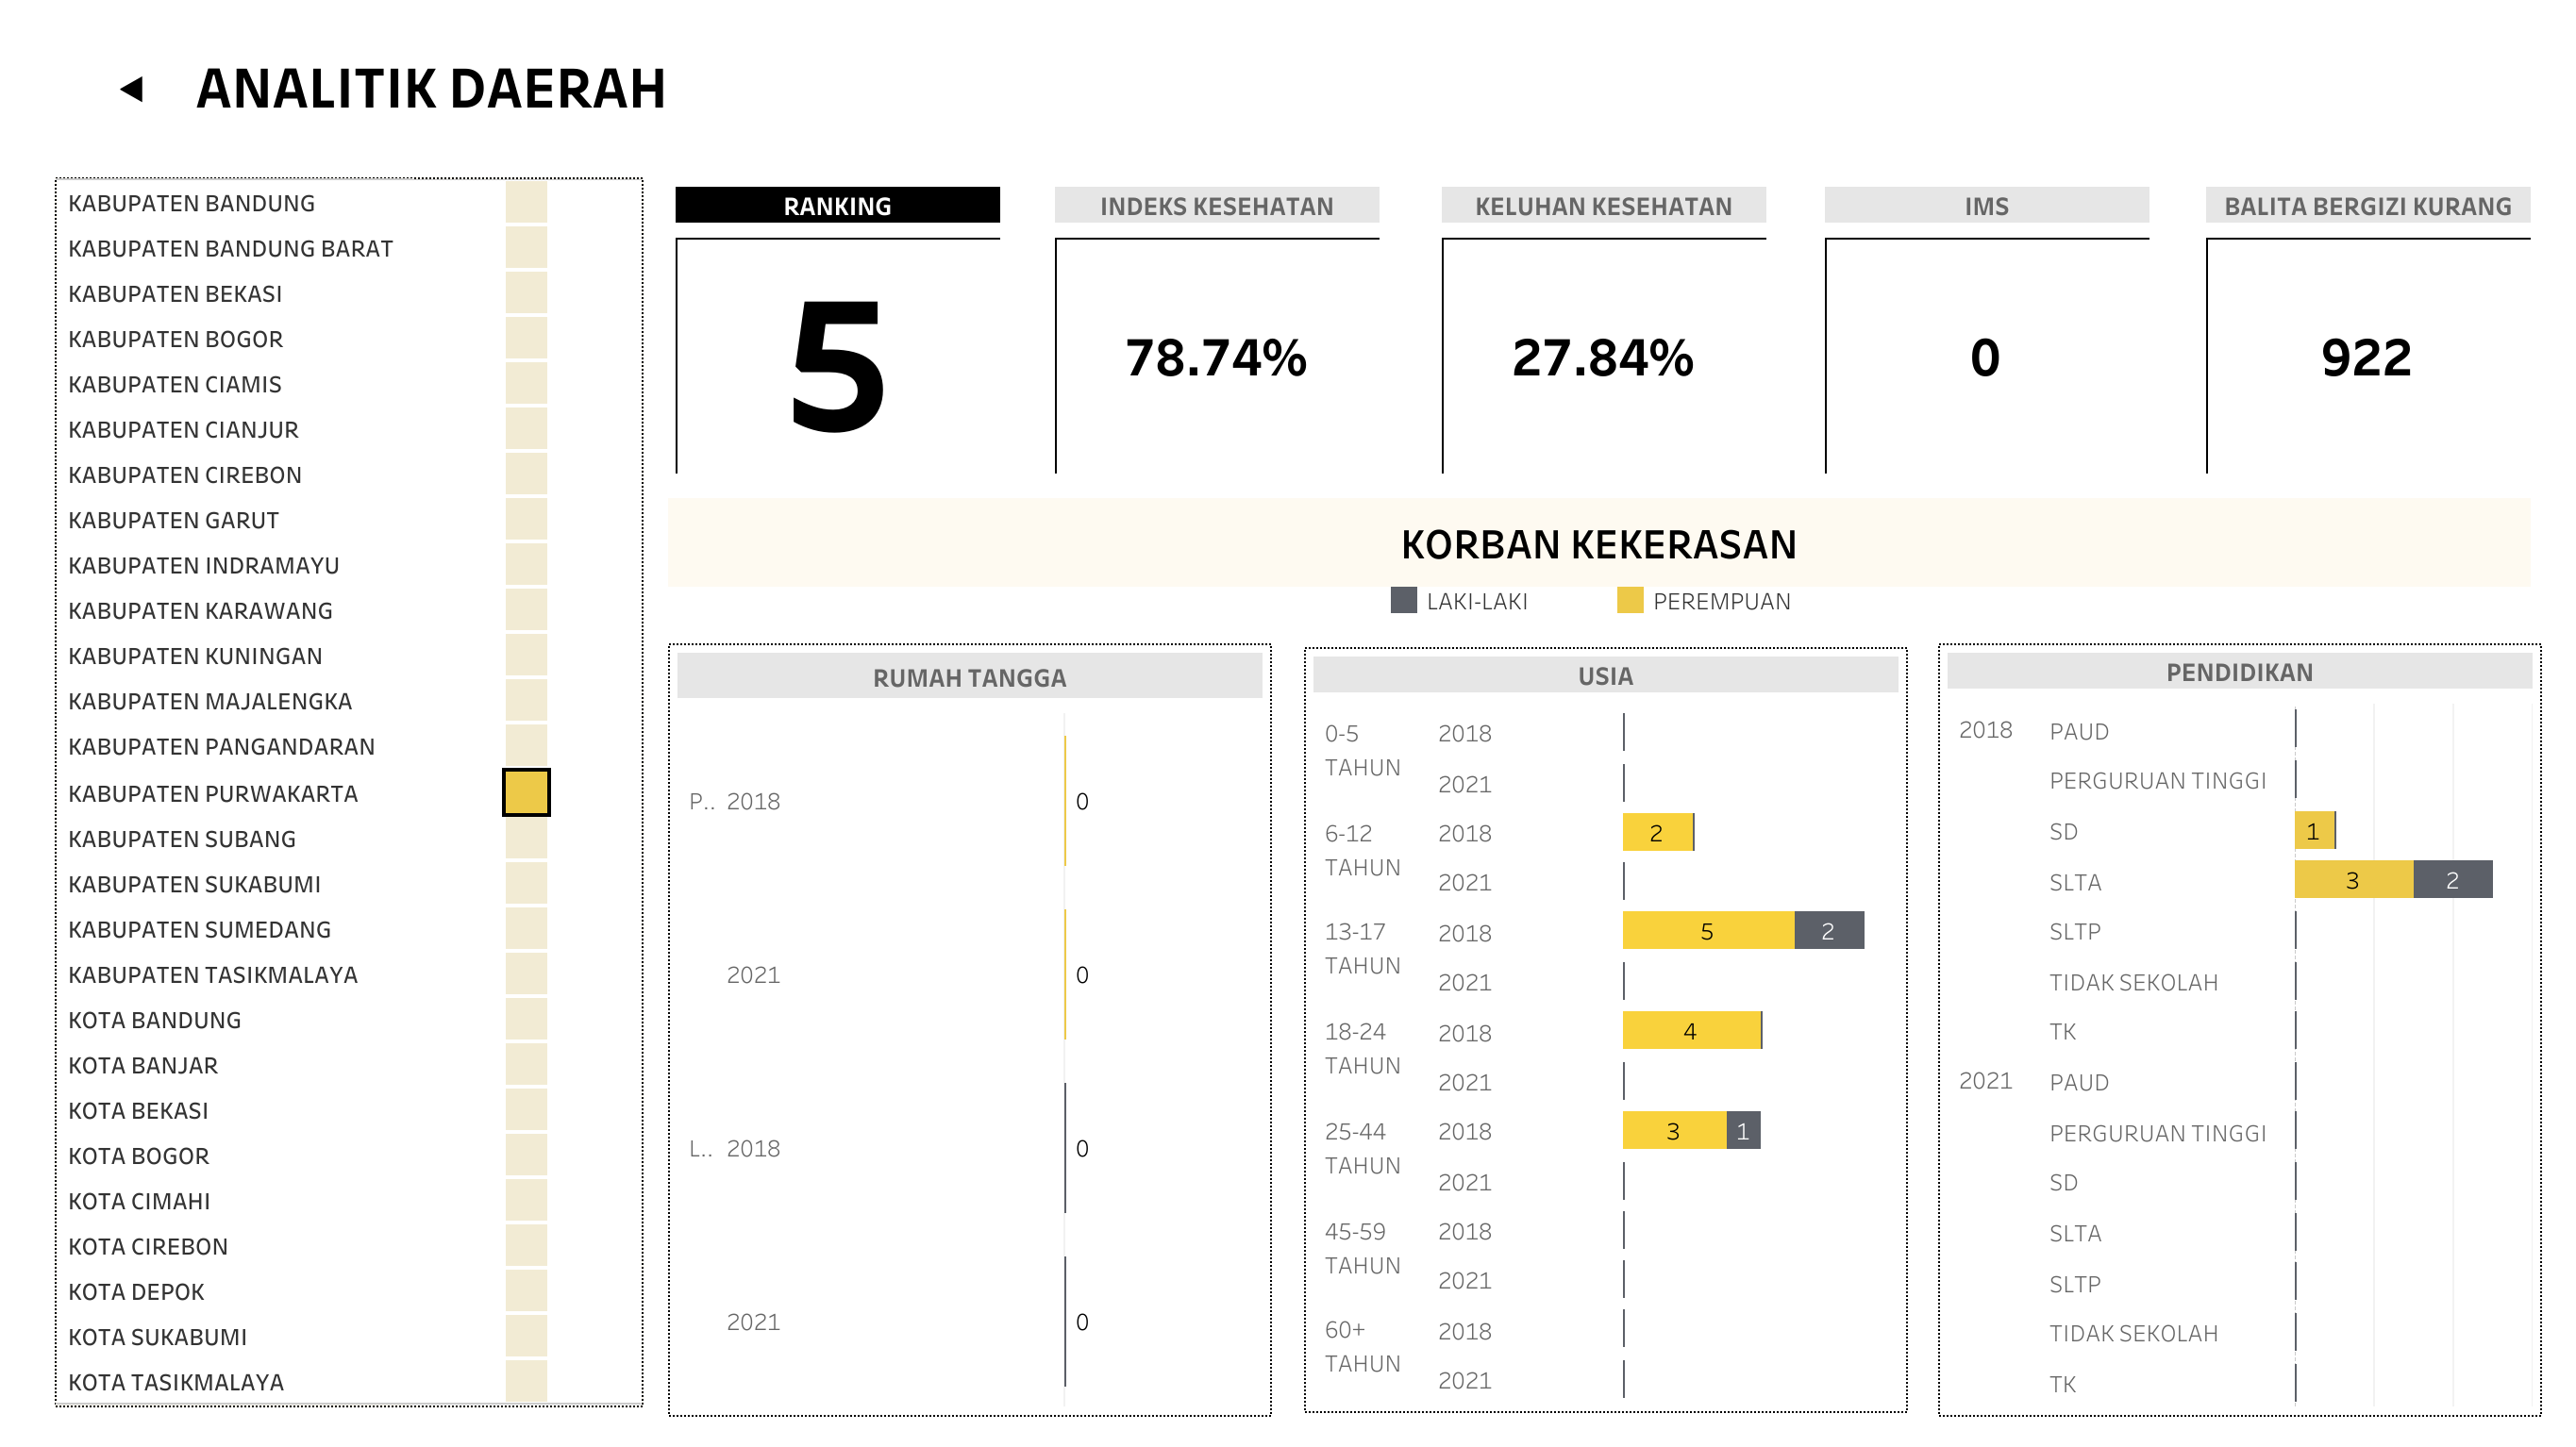 ANALITIK DAERAH
KABUPATEN BANDUNG
KABUPATEN BANDUNG BARAT
KABUPATEN BEKASI
KABUPATEN BOGOR
KABUPATEN CIAMIS
KABUPATEN CIANJUR
KABUPATEN CIREBON
KABUPATEN GARUT
KABUPATEN INDRAMAYU
KABUPATEN KARAWANG
KABUPATEN KUNINGAN
KABUPATEN MAJALENGKA
KABUPATEN PANGANDARAN
KABUPATEN PURWAKARTA
KABUPATEN SUBANG
KABUPATEN SUKABUMI
KABUPATEN SUMEDANG
KABUPATEN TASIKMALAYA
KOTA BANDUNG
KOTA BANJAR
KOTA BEKASI
KOTA BOGOR
KOTA CIMAHI
KOTA CIREBON
KOTA DEPOK
KOTA SUKABUMI
KOTA TASIKMALAYA
RANKING
5
INDEKS KESEHATAN
78.74%
KELUHAN KESEHATAN
27.84%
IMS
0
BALITA BERGIZI KURANG
922
KORBAN KEKERASAN
LAKI-LAKI PEREMPUAN
RUMAH TANGGA
P.. 2018 0
2021 0
L.. 2018 0
2021 0
USIA
0-5 TAHUN 2018
2021
6-12 TAHUN 2018 2
2021
13-17 TAHUN 2018 5 2
2021
18-24 TAHUN 2018 4
2021
25-44 TAHUN 2018 3 1
2021
45-59 TAHUN 2018
2021
60+ TAHUN 2018
2021
PENDIDIKAN
2018 PAUD
PERGURUAN TINGGI
SD 1
SLTA 3 2
SLTP
TIDAK SEKOLAH
TK
2021 PAUD
PERGURUAN TINGGI
SD
SLTA
SLTP
TIDAK SEKOLAH
TK